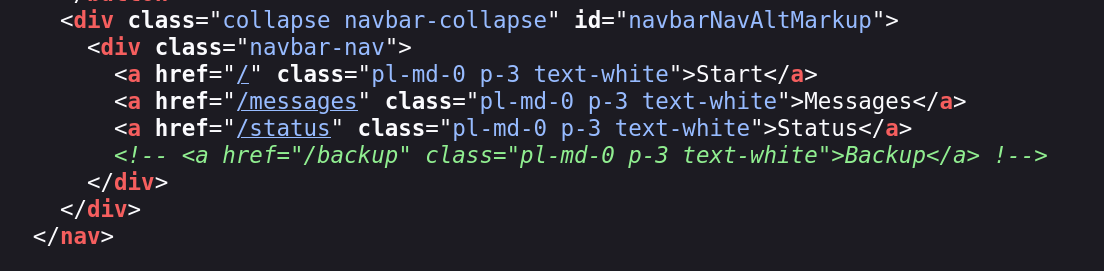 <div class="collapse navbar-collapse" id="navbarNavAltMarkup">
<div class="navbar-nav">
<a href="/" class="pl-md-0 p-3 text-white">Start</a>
<a href="/messages" class="pl-md-0 p-3 text-white">Messages</a>
<a href="/status" class="pl-md-0 p-3 text-white">Status</a>
<!-- <a href="/backup" class="pl-md-0 p-3 text-white">Backup</a> !-->
</div>
</div>
</nav>